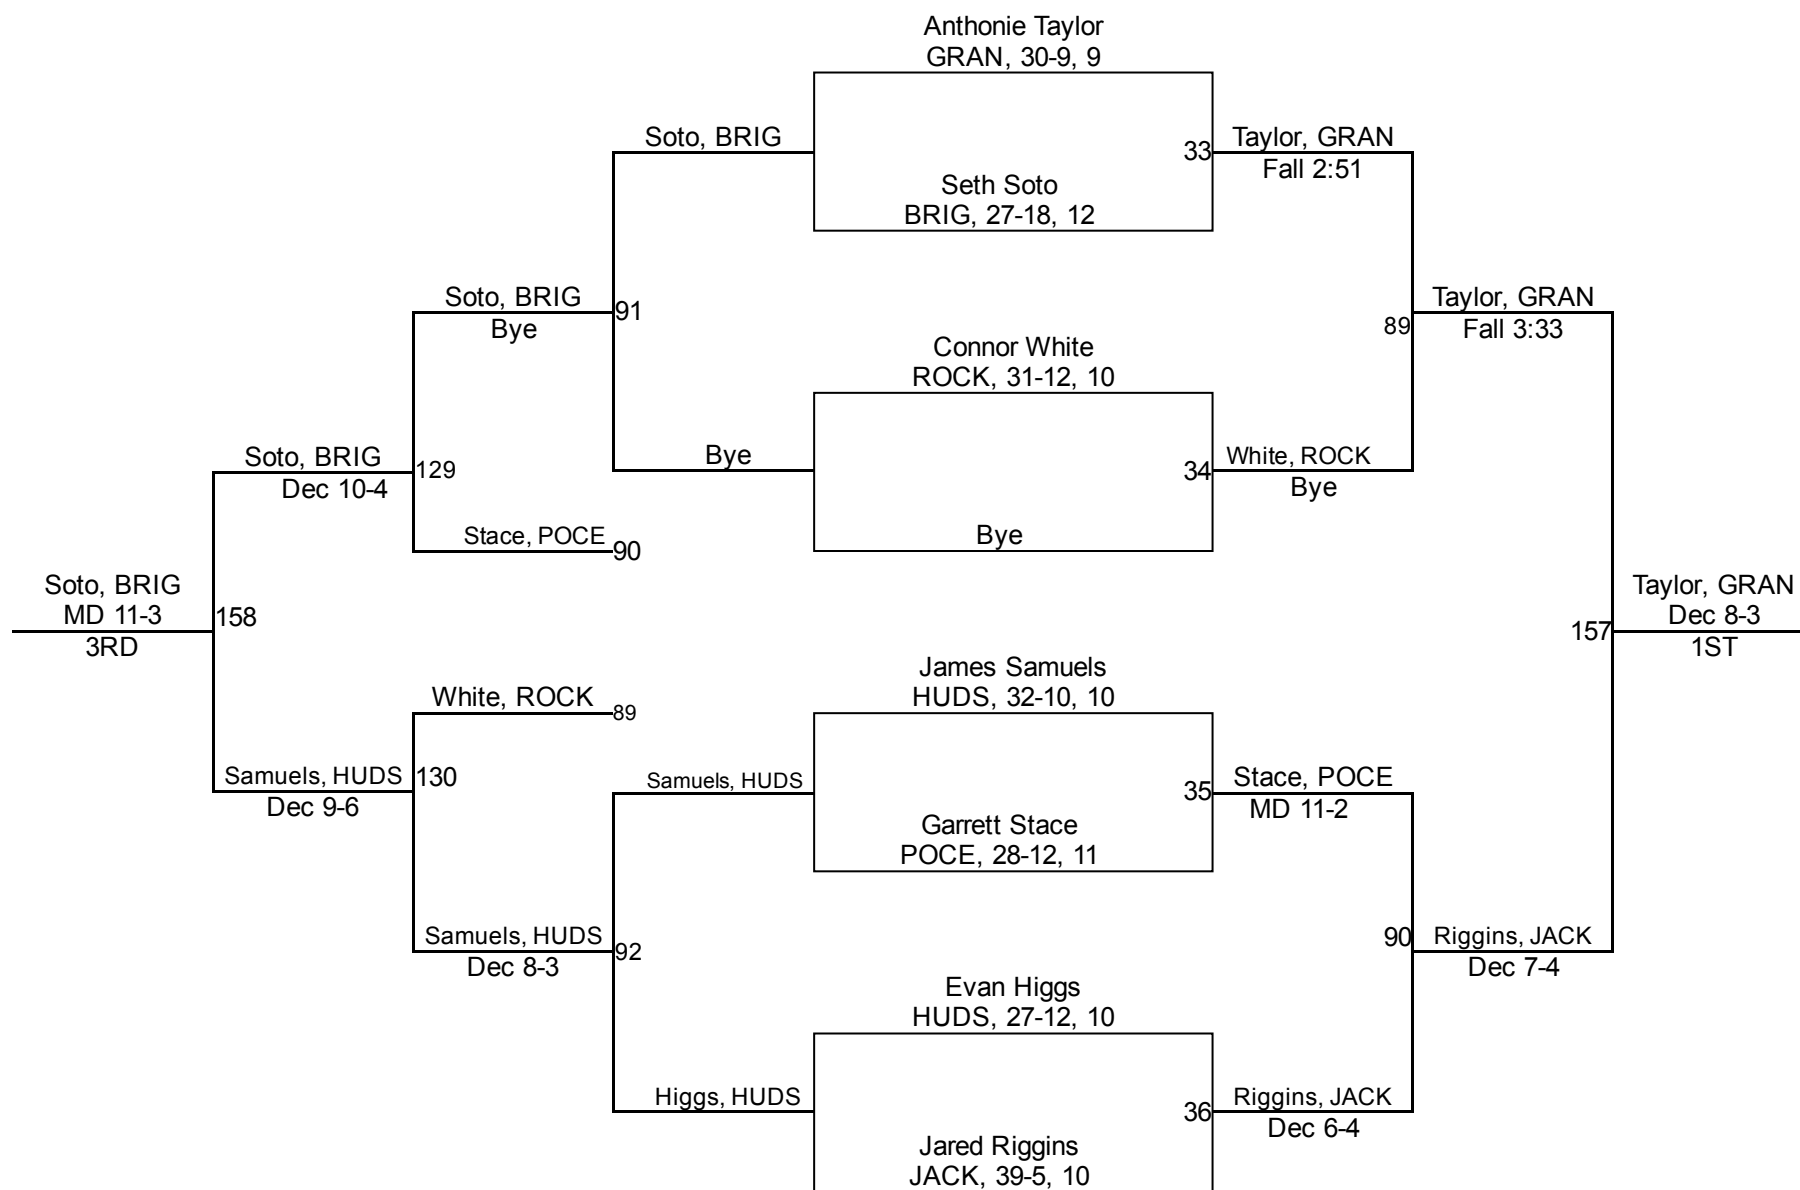 Anthonie Taylor
GRAN, 30-9, 9
Soto, BRIG
33
Taylor, GRAN
Fall 2:51
Seth Soto
BRIG, 27-18, 12
Soto, BRIG
Bye
91
89
Taylor, GRAN
Fall 3:33
Connor White
ROCK, 31-12, 10
Soto, BRIG
Dec 10-4
129
Bye
34
White, ROCK
Bye
Stace, POCE
90
Bye
Soto, BRIG
MD 11-3
3RD
158
157
Taylor, GRAN
Dec 8-3
1ST
James Samuels
HUDS, 32-10, 10
White, ROCK
89
Samuels, HUDS
Dec 9-6
130
Samuels, HUDS
35
Stace, POCE
MD 11-2
Garrett Stace
POCE, 28-12, 11
Samuels, HUDS
Dec 8-3
92
90
Riggins, JACK
Dec 7-4
Evan Higgs
HUDS, 27-12, 10
Higgs, HUDS
36
Riggins, JACK
Dec 6-4
Jared Riggins
JACK, 39-5, 10